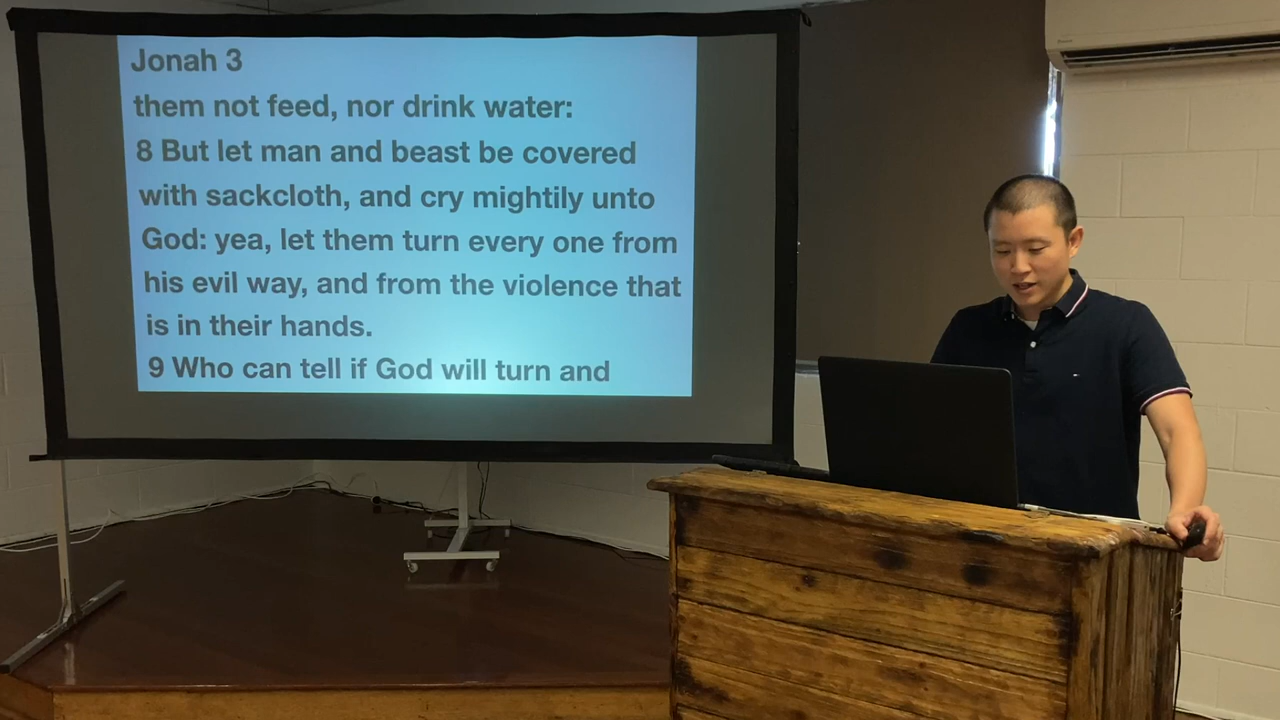 Jonah 3
them not feed, nor drink water:
8 But let man and beast be covered
with sackcloth, and cry mightily unto
God: yea, let them turn every one from
his evil way, and from the violence that
is in their hands.
9 Who can tell if God will turn and